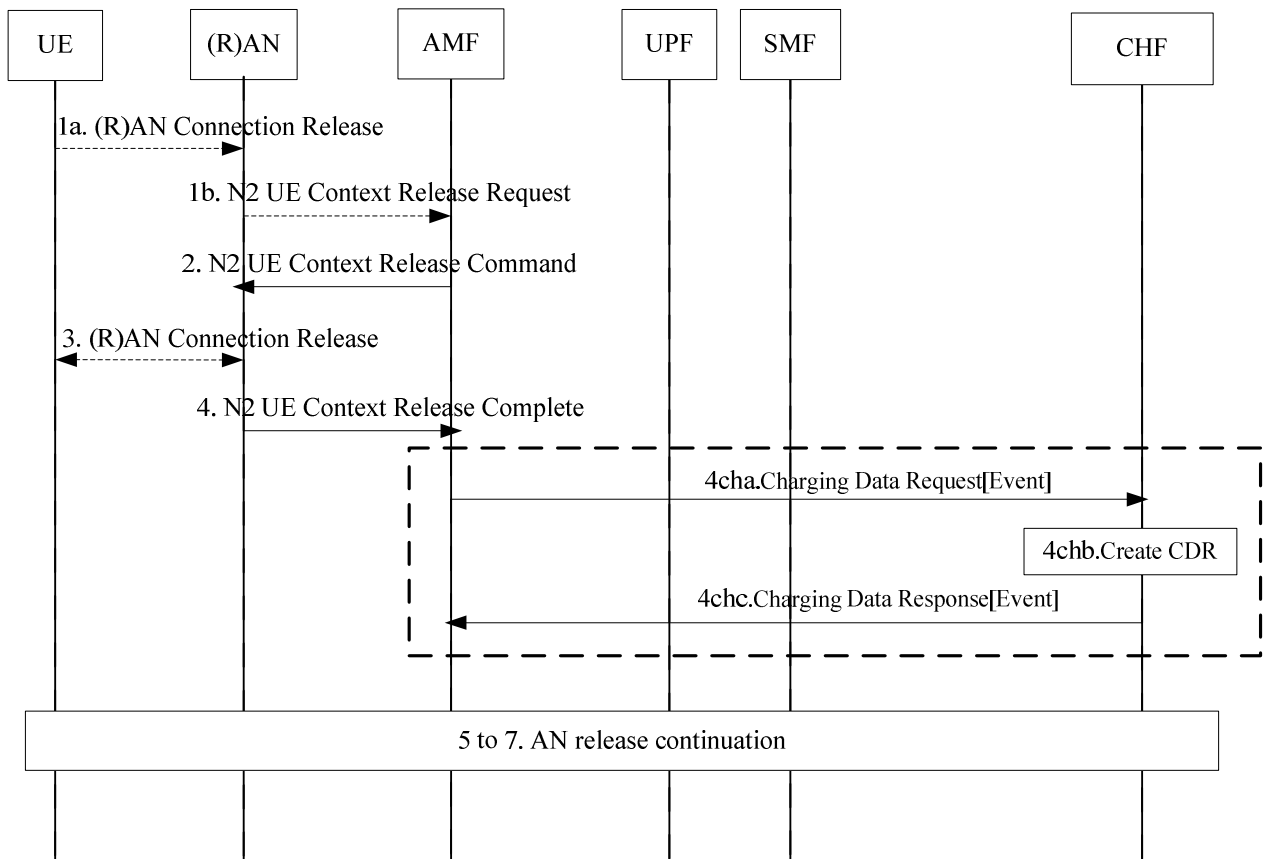 UE
(R)AN
AMF
UPF
SMF
CHF
1a. (R)AN Connection Release
1b. N2 UE Context Release Request
2. N2 UE Context Release Command
3. (R)AN Connection Release
4. N2 UE Context Release Complete
4cha.Charging Data Request[Event]
4chb.Create CDR
4chc.Charging Data Response[Event]
5 to 7. AN release continuation